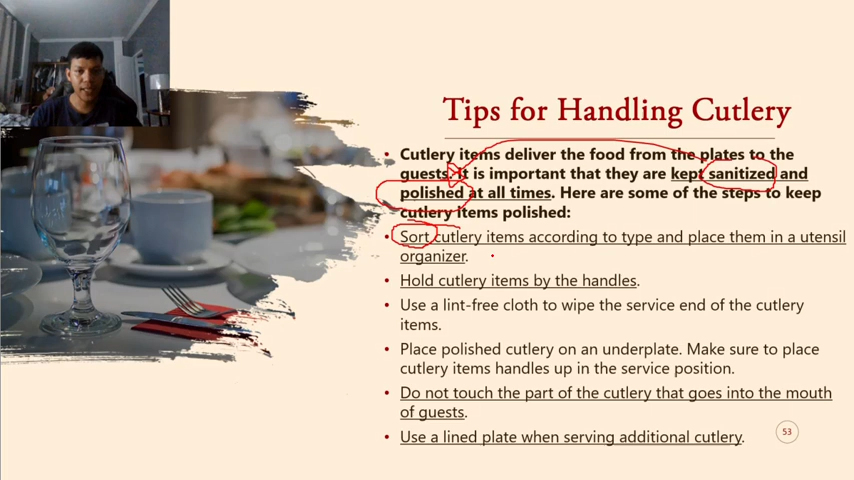 Tips for Handling Cutlery
• Cutlery items deliver the food from the plates to the
guests. It is important that they are kept sanitized and
polished at all times. Here are some of the steps to keep
cutlery items polished:
• Sort cutlery items according to type and place them in a utensil
organizer.
• Hold cutlery items by the handles.
• Use a lint-free cloth to wipe the service end of the cutlery
items.
• Place polished cutlery on an underplate. Make sure to place
cutlery items handles up in the service position.
• Do not touch the part of the cutlery that goes into the mouth
of guests.
• Use a lined plate when serving additional cutlery.
53